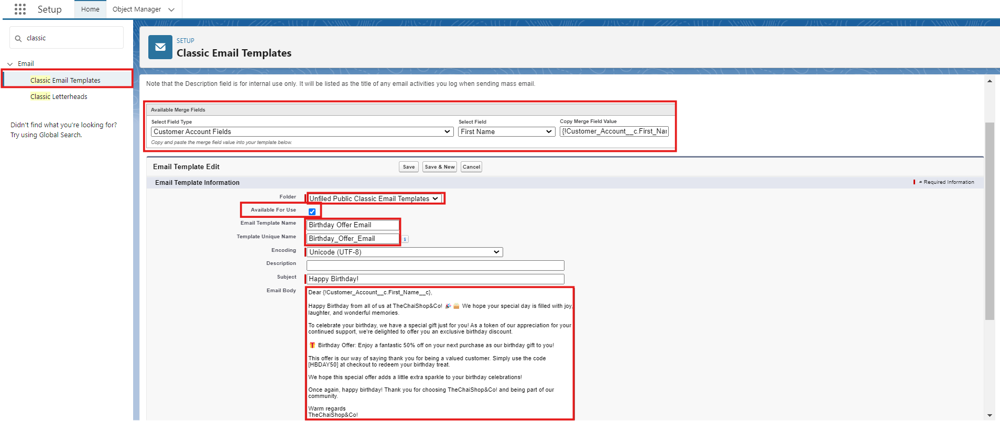 Setup
Home
Object Manager
classic
Email
Classic Email Templates
Classic Letterheads
Didn't find what you're looking for?
Try using Global Search.
SETUP
Classic Email Templates
Note that the Description field is for internal use only. It will be listed as the title of any email activities you log when sending mass email.
Available Merge Fields
Select Field Type
Select Field
Copy Merge Field Value
Customer Account Fields
First Name
{!Customer_Account__c.First_Nar
Copy and paste the merge field value into your template below.
Email Template Edit
Save
Save & New
Cancel
Email Template Information
= Required Information
Folder
Unfiled Public Classic Email Templates
Available For Use
Email Template Name
Birthday Offer Email
Template Unique Name
Birthday_Offer_Email
i
Encoding
Unicode (UTF-8)
Description
Subject
Happy Birthday!
Email Body
Dear {!Customer_Account__c.First_Name__c},
Happy Birthday from all of us at TheChaiShop&Co! 🎉 🎂 We hope your special day is filled with joy,
laughter, and wonderful memories.
To celebrate your birthday, we have a special gift just for you! As a token of our appreciation for your
continued support, we're delighted to offer you an exclusive birthday discount.
🎁 Birthday Offer: Enjoy a fantastic 50% off on your next purchase as our birthday gift to you!
This offer is our way of saying thank you for being a valued customer. Simply use the code
[HBDAY50] at checkout to redeem your birthday treat.
We hope this special offer adds a little extra sparkle to your birthday celebrations!
Once again, happy birthday! Thank you for choosing TheChaiShop&Co! and being part of our
community.
Warm regards
TheChaiShop&Co!